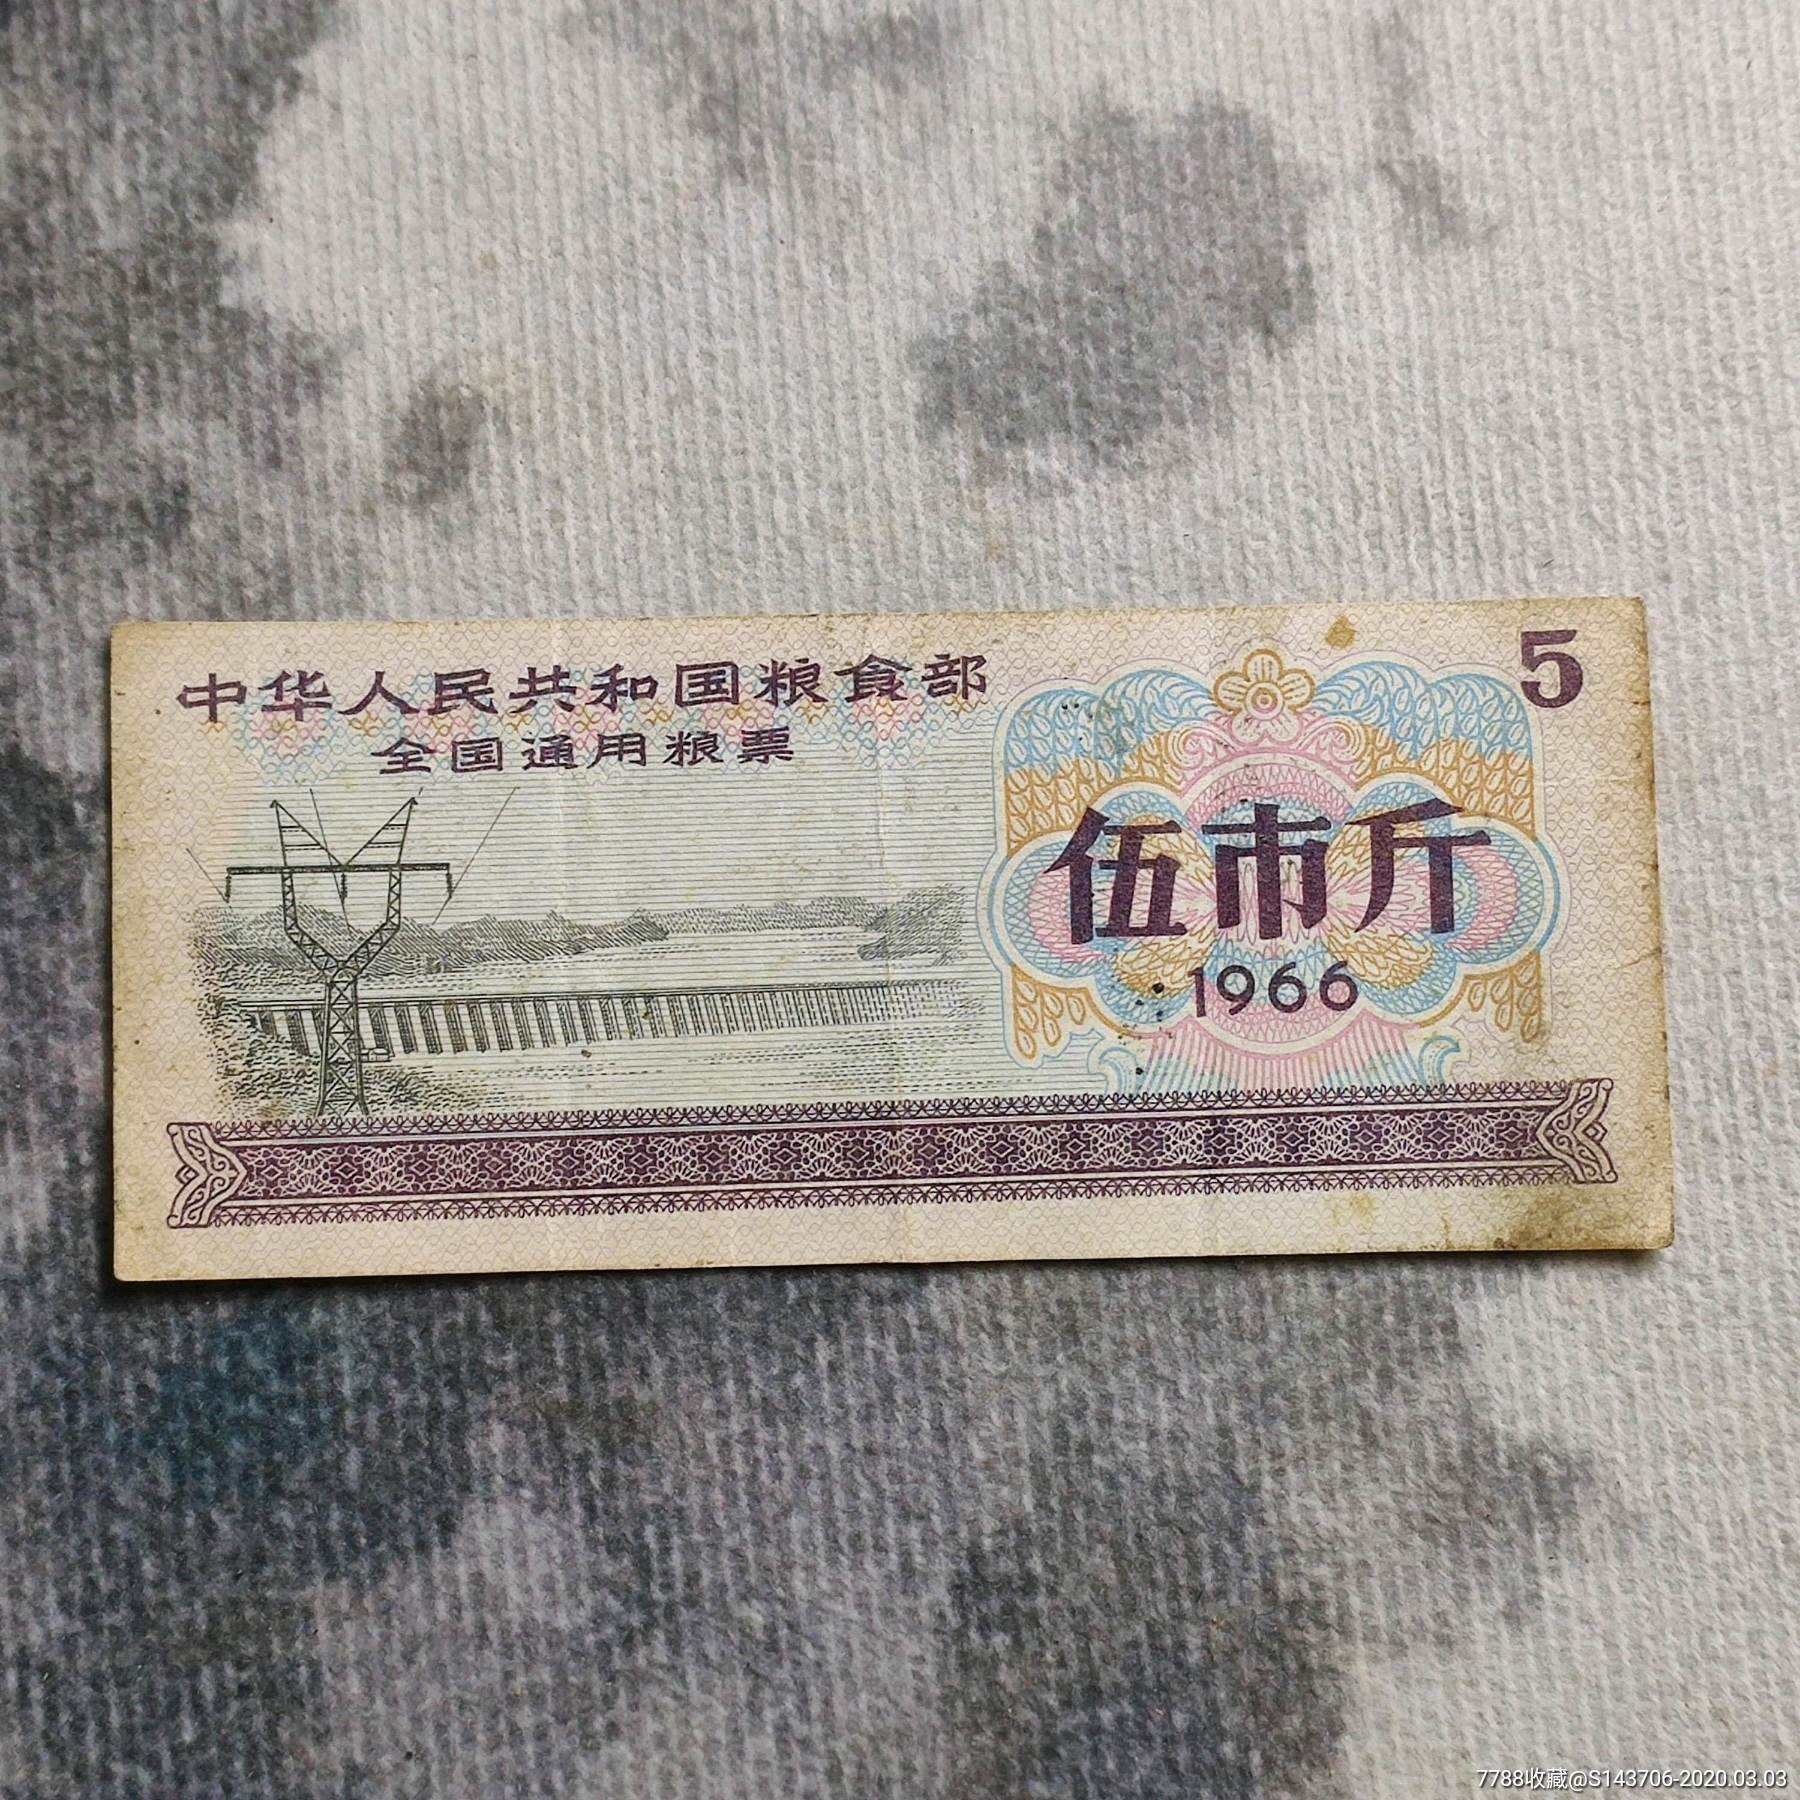 中华人民共和国粮食部
全国通用粮票
5
伍市斤
1966
7788收藏@S143706-2020.03.03